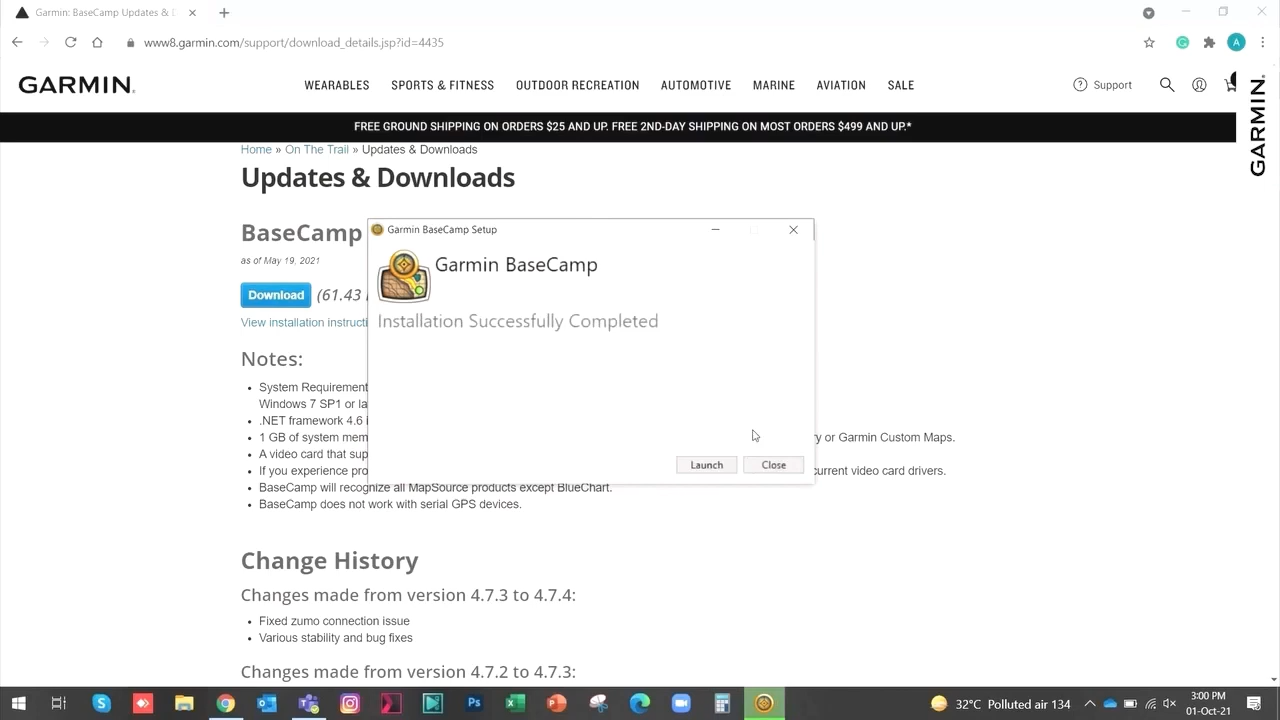 Garmin: BaseCamp Updates &
www8.garmin.com/support/download_details.jsp?id=4435
A
GARMIN.
WEARABLES SPORTS & FITNESS OUTDOOR RECREATION AUTOMOTIVE MARINE AVIATION SALE
Support
FREE GROUND SHIPPING ON ORDERS $25 AND UP. FREE 2ND-DAY SHIPPING ON MOST ORDERS $499 AND UP.*
GARMIN.
Home » On The Trail » Updates & Downloads
Updates & Downloads
BaseCamp
as of May 19, 2021
Download (61.43
View installation instructi
Garmin BaseCamp Setup
Garmin BaseCamp
Installation Successfully Completed
Launch Close
Notes:
System Requirement
Windows 7 SP1 or la
.NET framework 4.6 i
1 GB of system mem ry or Garmin Custom Maps.
A video card that sup
If you experience pro current video card drivers.
BaseCamp will recognize all MapSource products except BlueChart.
BaseCamp does not work with serial GPS devices.
Change History
Changes made from version 4.7.3 to 4.7.4:
Fixed zumo connection issue
Various stability and bug fixes
Changes made from version 4.7.2 to 4.7.3:
32°C Polluted air 134
3:00 PM
01-Oct-21